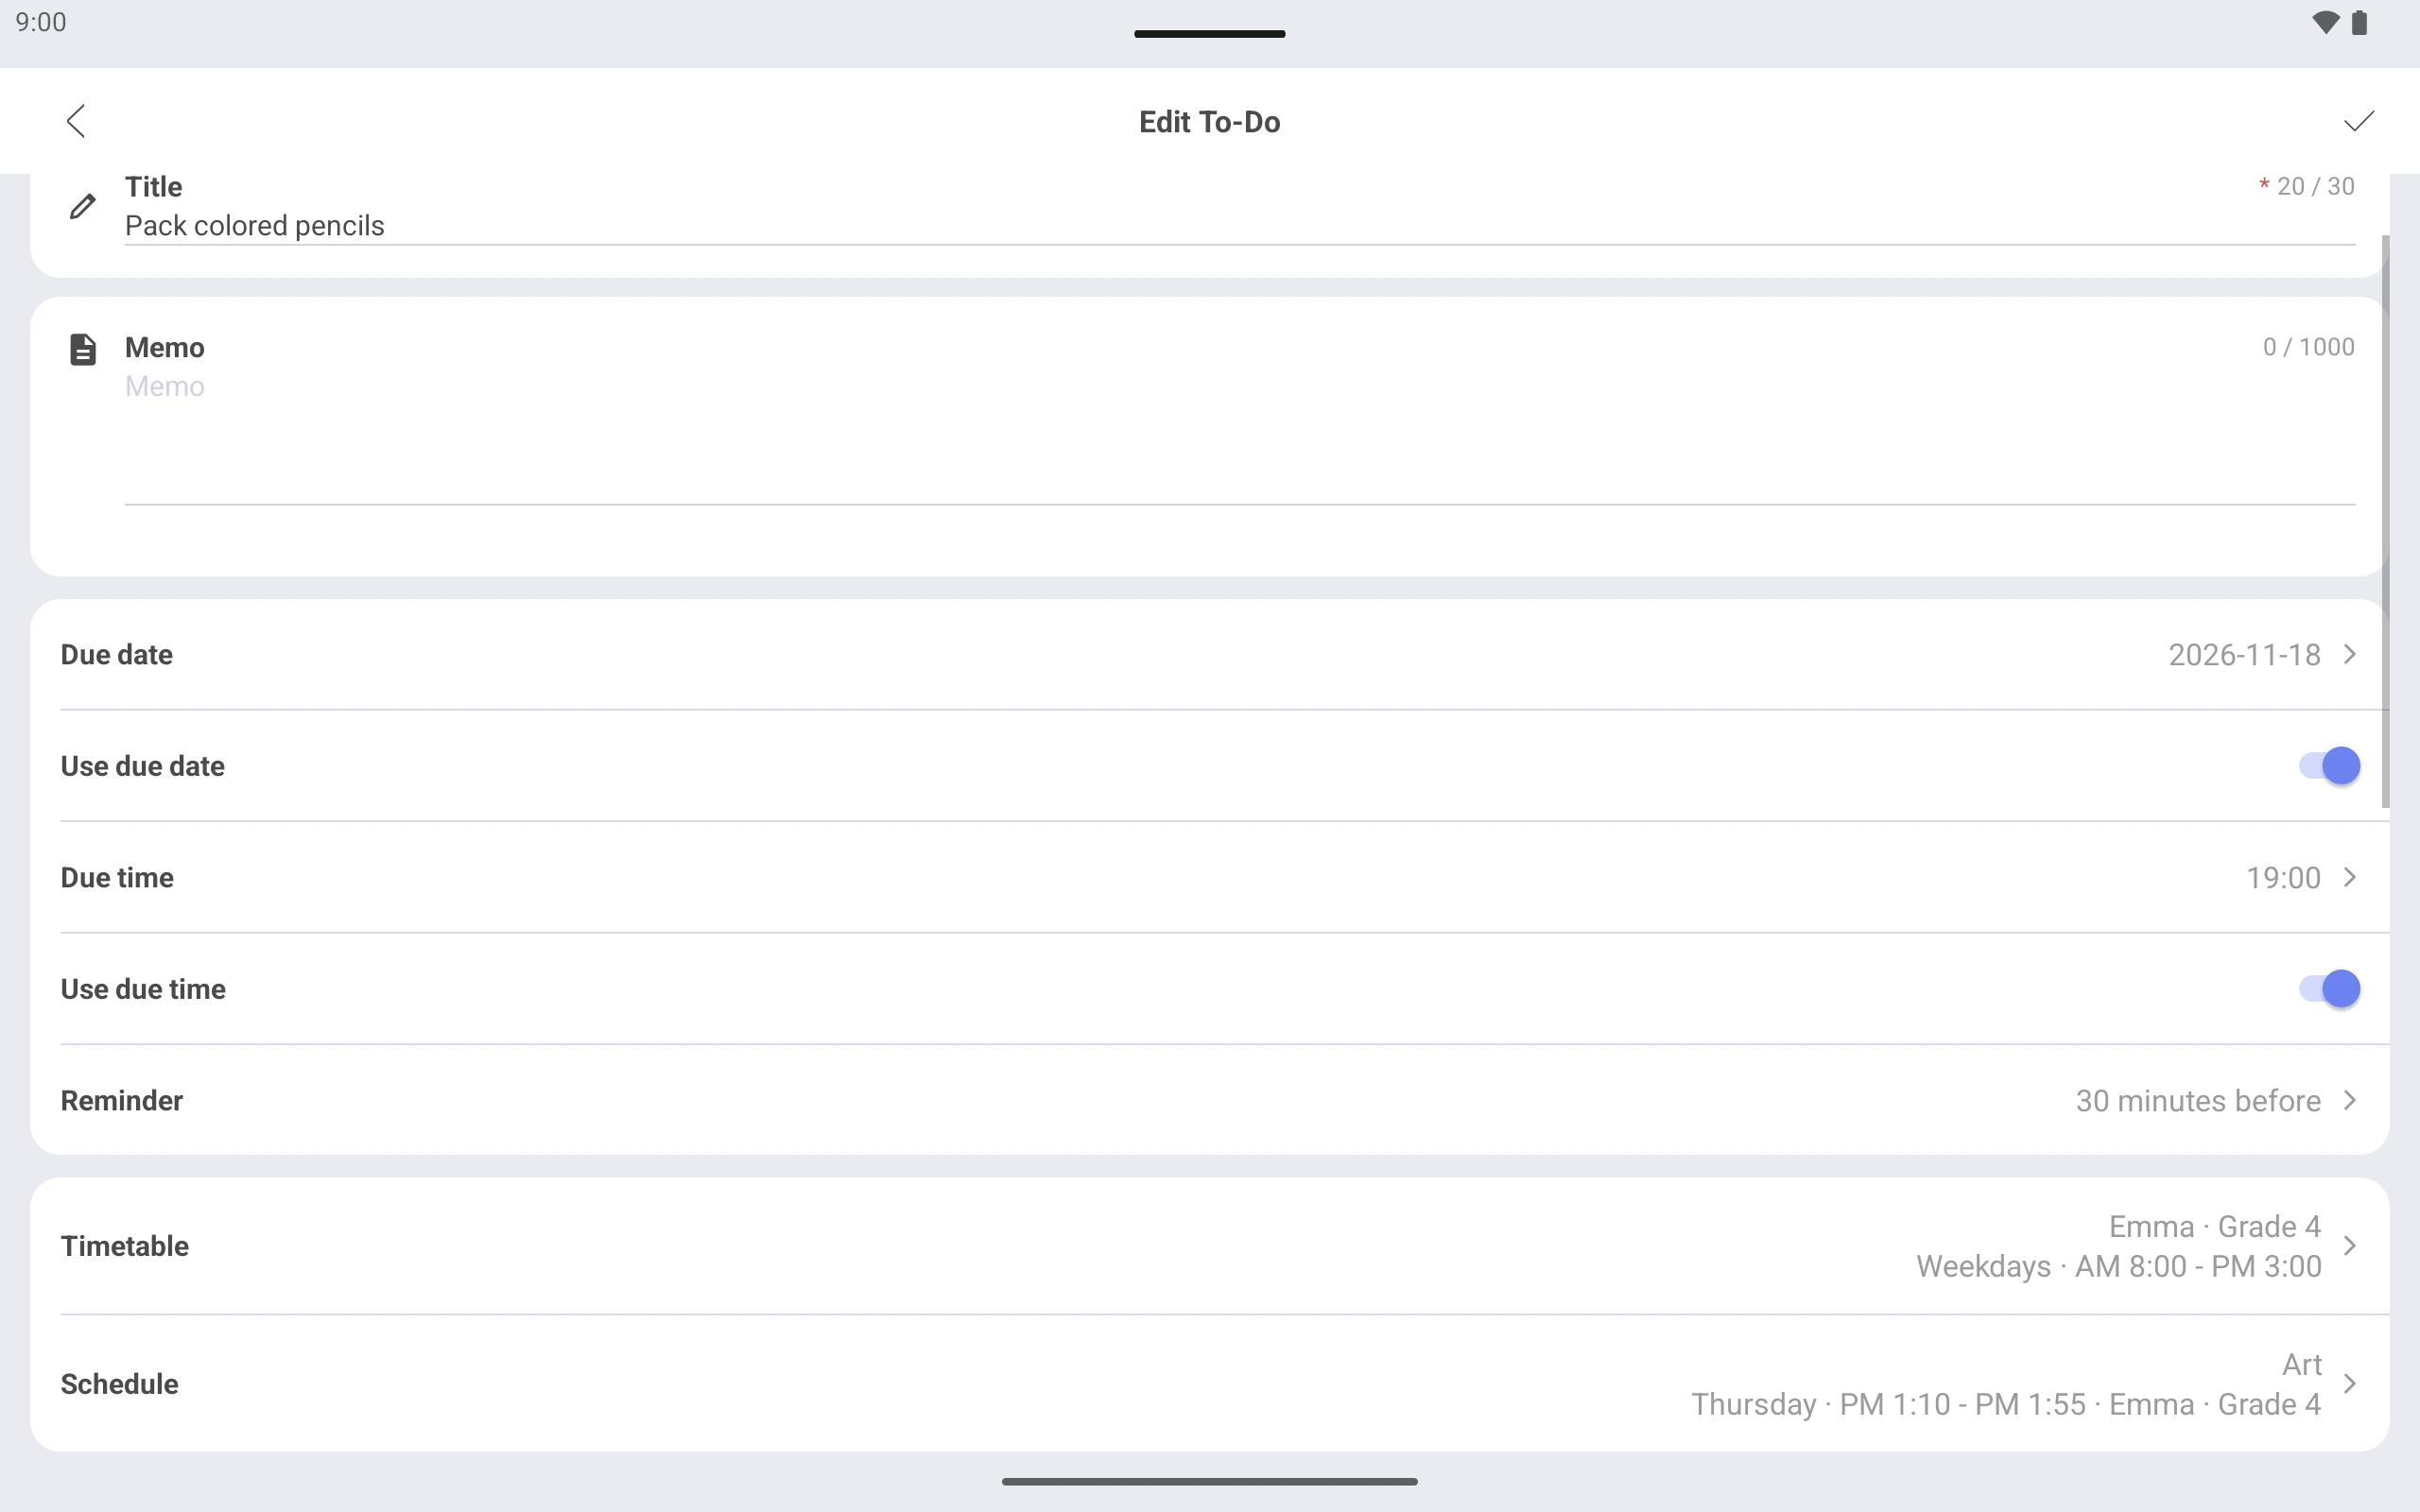 9:00
Edit To-Do
Title
* 20 / 30
Pack colored pencils
Memo
0 / 1000
Memo
Due date
2026-11-18
Use due date
Due time
19:00
Use due time
Reminder
30 minutes before
Timetable
Emma · Grade 4
Weekdays · AM 8:00 - PM 3:00
Schedule
Art
Thursday · PM 1:10 - PM 1:55 · Emma · Grade 4